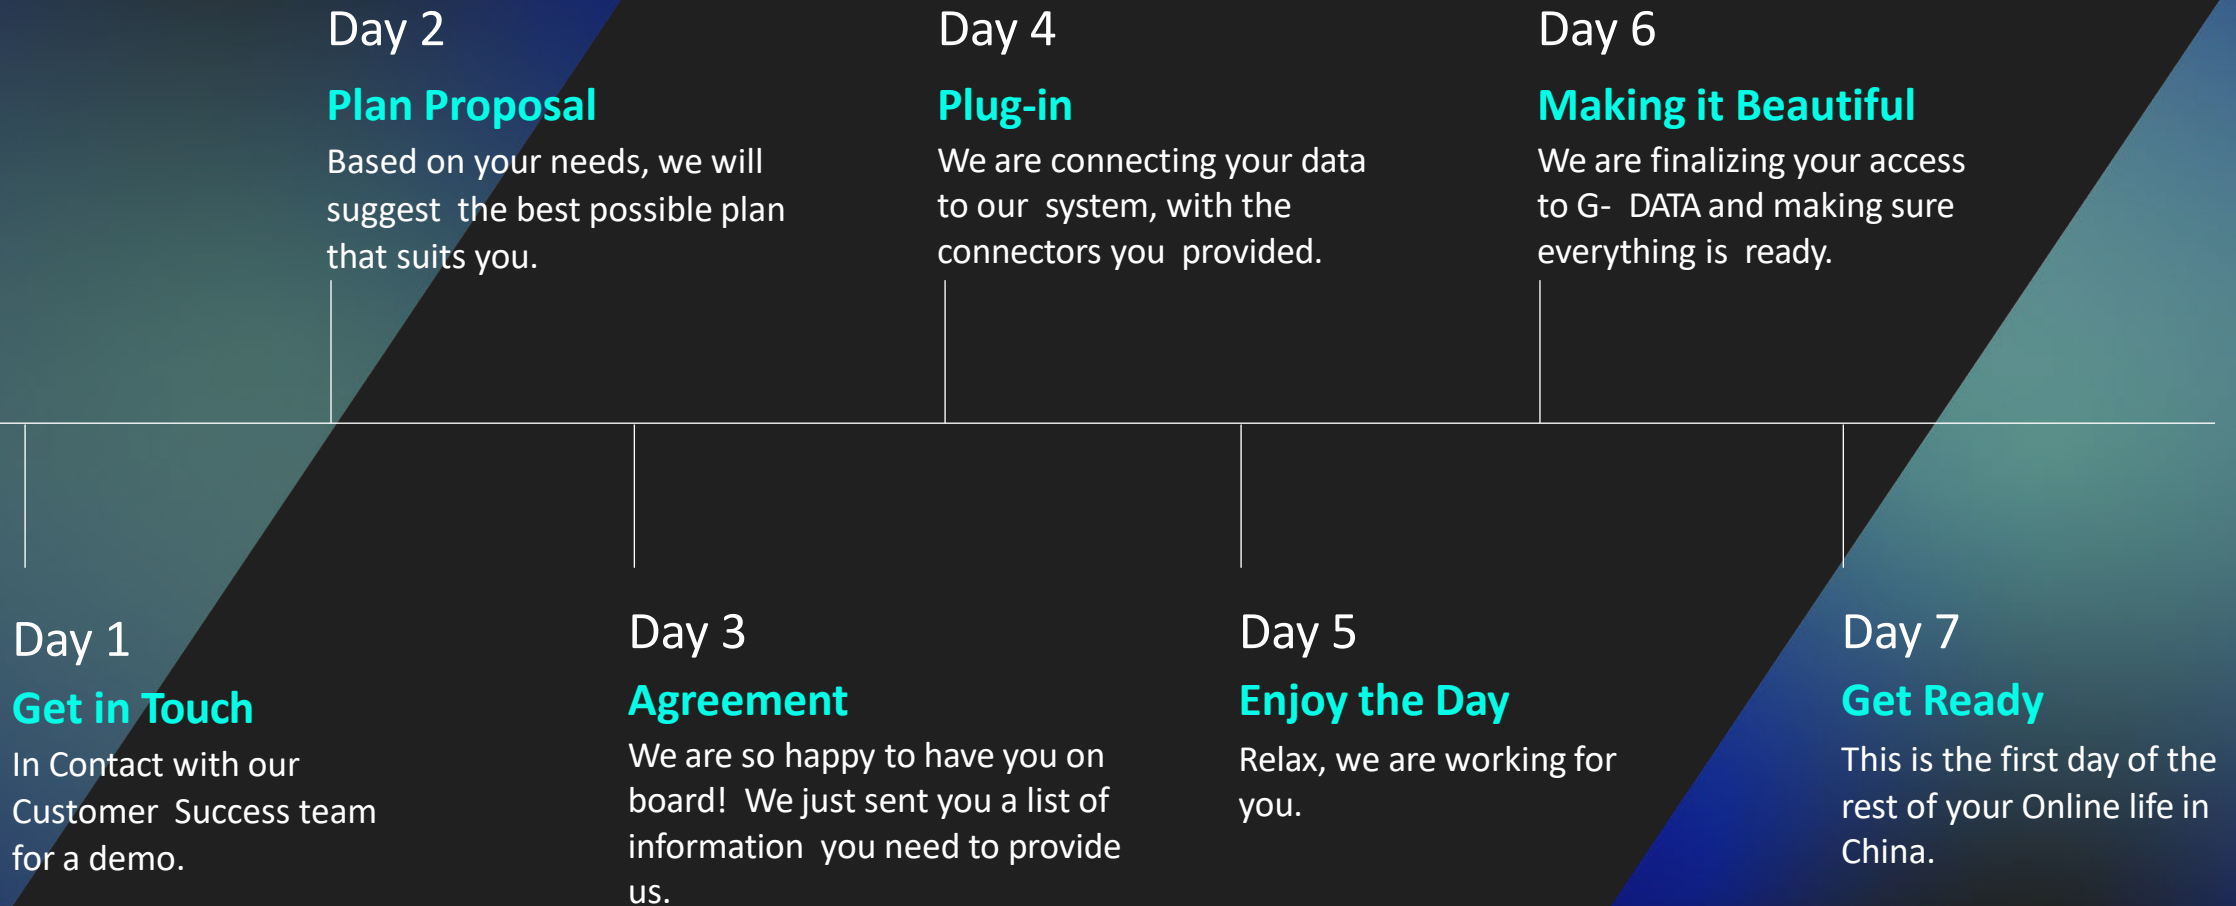 Day 2
Plan Proposal
Based on your needs, we will
suggest the best possible plan
that suits you.
Day 4
Plug-in
We are connecting your data
to our system, with the
connectors you provided.
Day 6
Making it Beautiful
We are finalizing your access
to G- DATA and making sure
everything is ready.
Day 1
Get in Touch
In Contact with our
Customer Success team
for a demo.
Day 3
Agreement
We are so happy to have you on
board! We just sent you a list of
information you need to provide
us.
Day 5
Enjoy the Day
Relax, we are working for
you.
Day 7
Get Ready
This is the first day of the
rest of your Online life in
China.